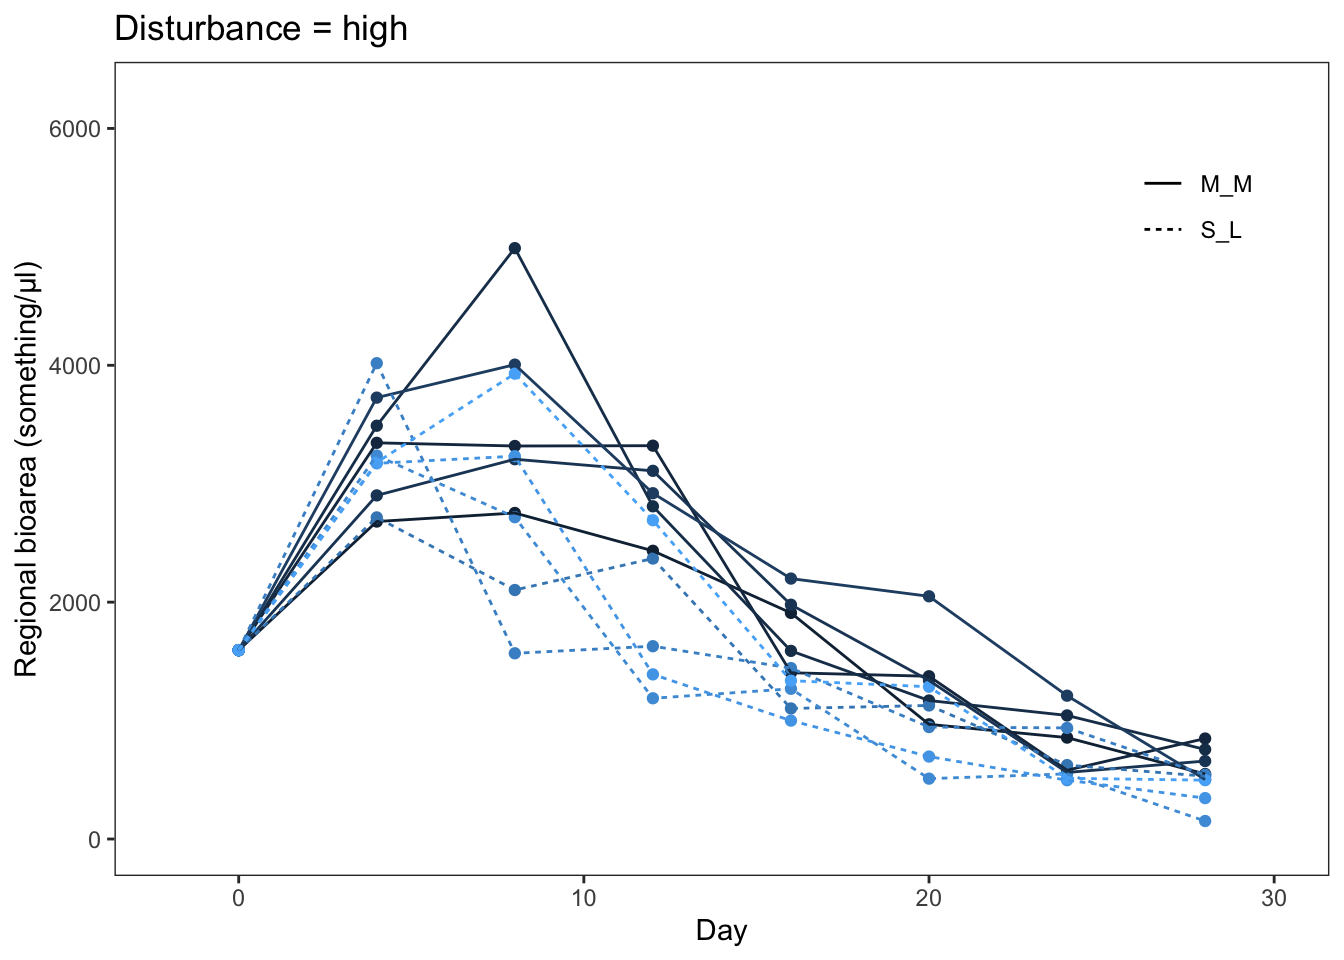 Disturbance = high
6000
4000
2000
0
Regional bioarea (something/µl)
M_M
S_L
0 10 20 30
Day